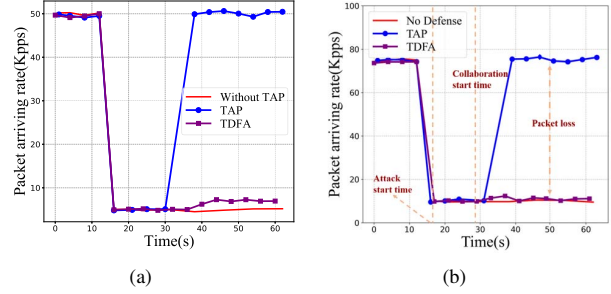 Packet arriving rate(Kpps)
50
40
30
20
10
Without TAP
TAP
TDFA
0 10 20 30 40 50 60
Time(s)
(a)
Packet arriving rate(Kpps)
100
80
60
40
20
0
No Defense
TAP
TDFA
Collaboration
start time
Packet loss
Attack
start time
0 10 20 30 40 50 60
Time(s)
(b)